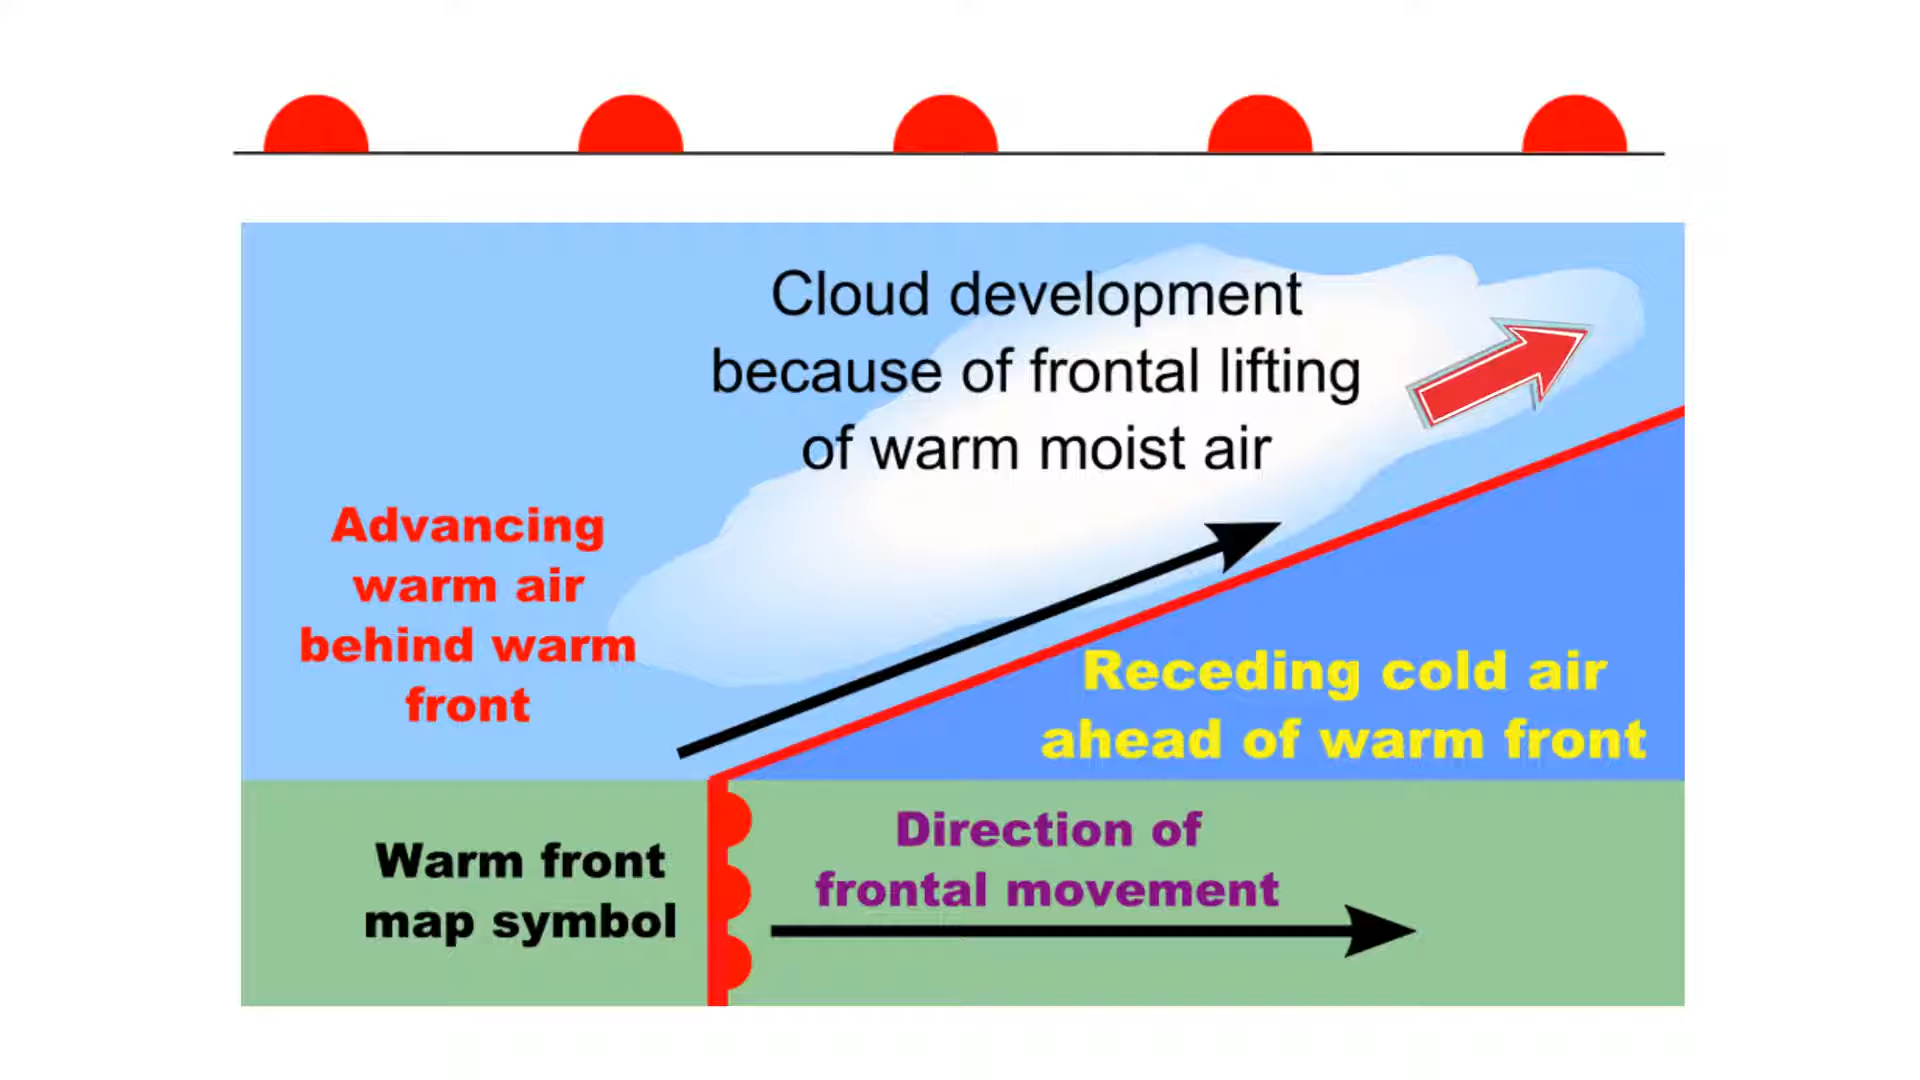 Cloud development
because of frontal lifting
of warm moist air
Advancing
warm air
behind warm
front
Receding cold air
ahead of warm front
Warm front
map symbol
Direction of
frontal movement